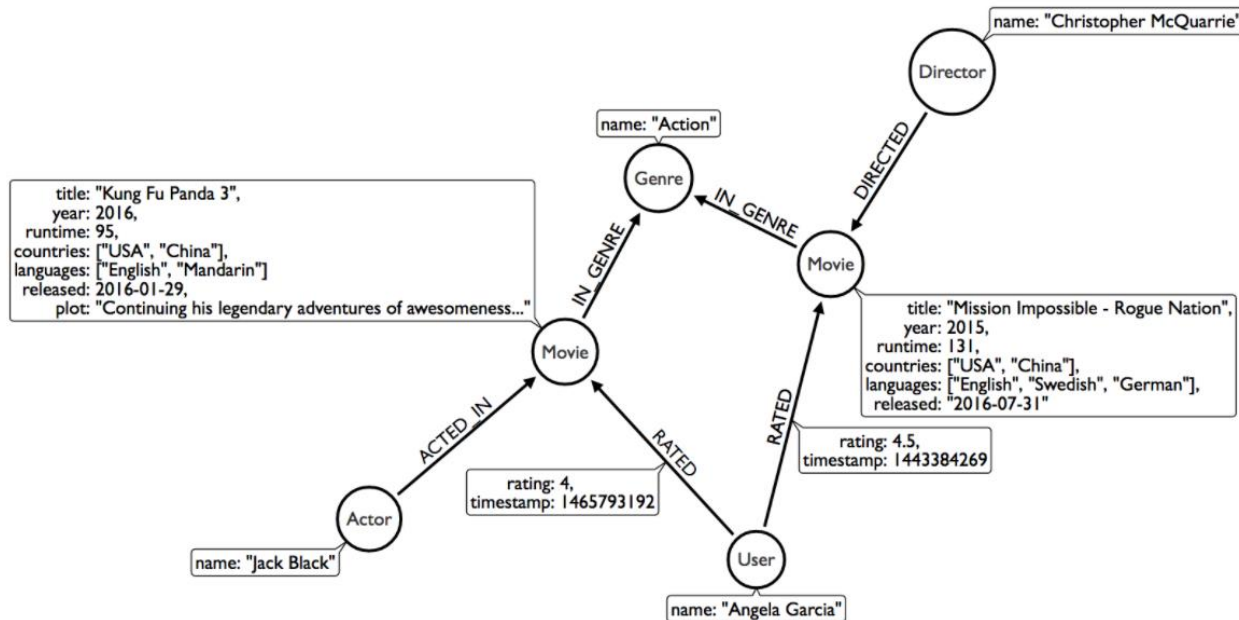 name: "Christopher McQuarrie"
Director
DIRECTED
name: "Action"
Genre
IN_GENRE
IN_GENRE
title: "Kung Fu Panda 3",
year: 2016,
runtime: 95,
countries: ["USA", "China"],
languages: ["English", "Mandarin"]
released: 2016-01-29,
plot: "Continuing his legendary adventures of awesomeness..."
Movie
Movie
title: "Mission Impossible - Rogue Nation",
year: 2015,
runtime: 131,
countries: ["USA", "China"],
languages: ["English", "Swedish", "German"],
released: "2016-07-31"
ACTED_IN
RATED
RATED
rating: 4.5,
timestamp: 1443384269
rating: 4,
timestamp: 1465793192
Actor
name: "Jack Black"
User
name: "Angela Garcia"